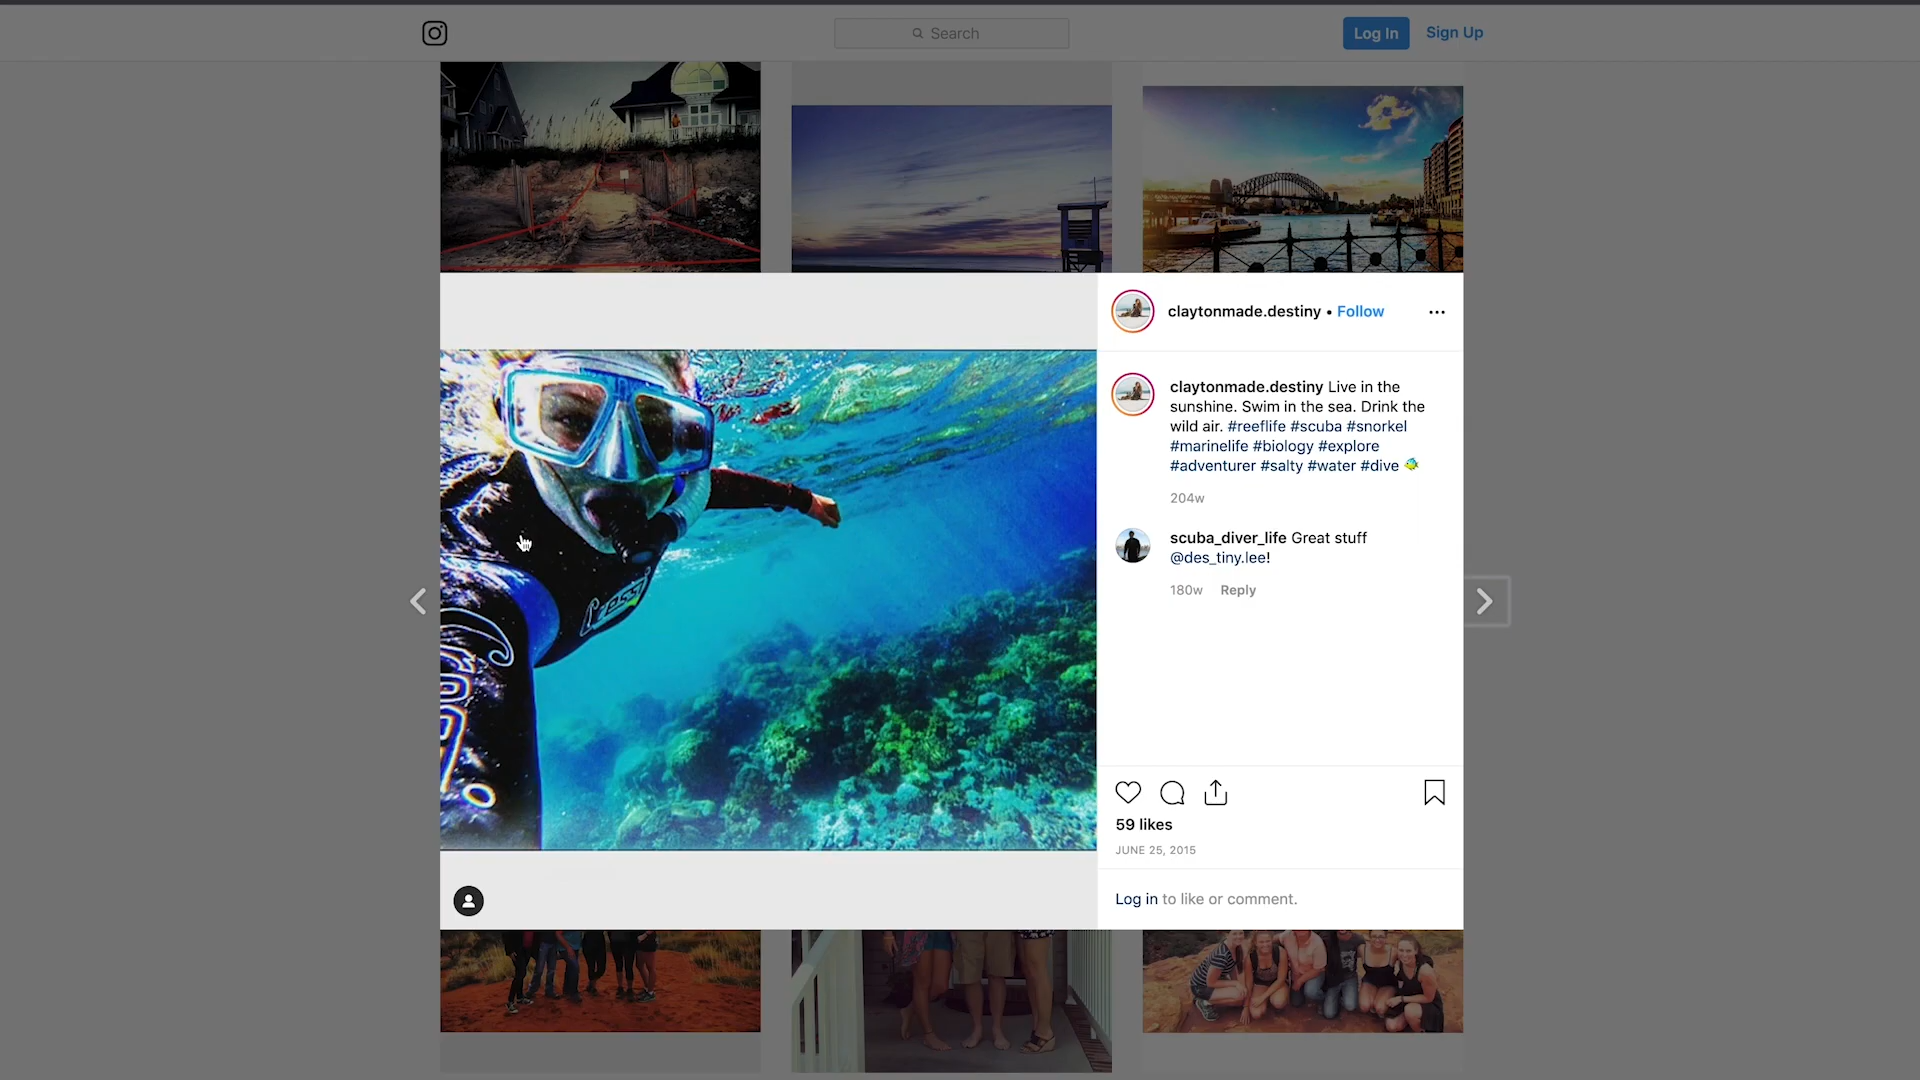 Search
Log In
Sign Up
claytonmade.destiny • Follow
claytonmade.destiny Live in the
sunshine. Swim in the sea. Drink the
wild air. #reeflife #scuba #snorkel
#marinelife #biology #explore
#adventurer #salty #water #dive
204w
scuba_diver_life Great stuff
@des_tiny.lee!
180w Reply
59 likes
JUNE 25, 2015
Log in to like or comment.